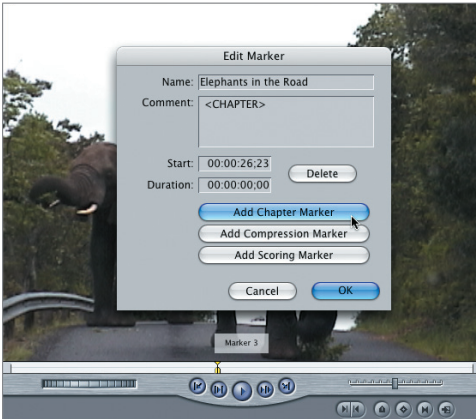 Edit Marker
Name: Elephants in the Road
Comment: <CHAPTER>
Start: 00:00:26;23
Delete
Duration: 00:00:00;00
Add Chapter Marker
Add Compression Marker
Add Scoring Marker
Cancel
OK
Marker 3